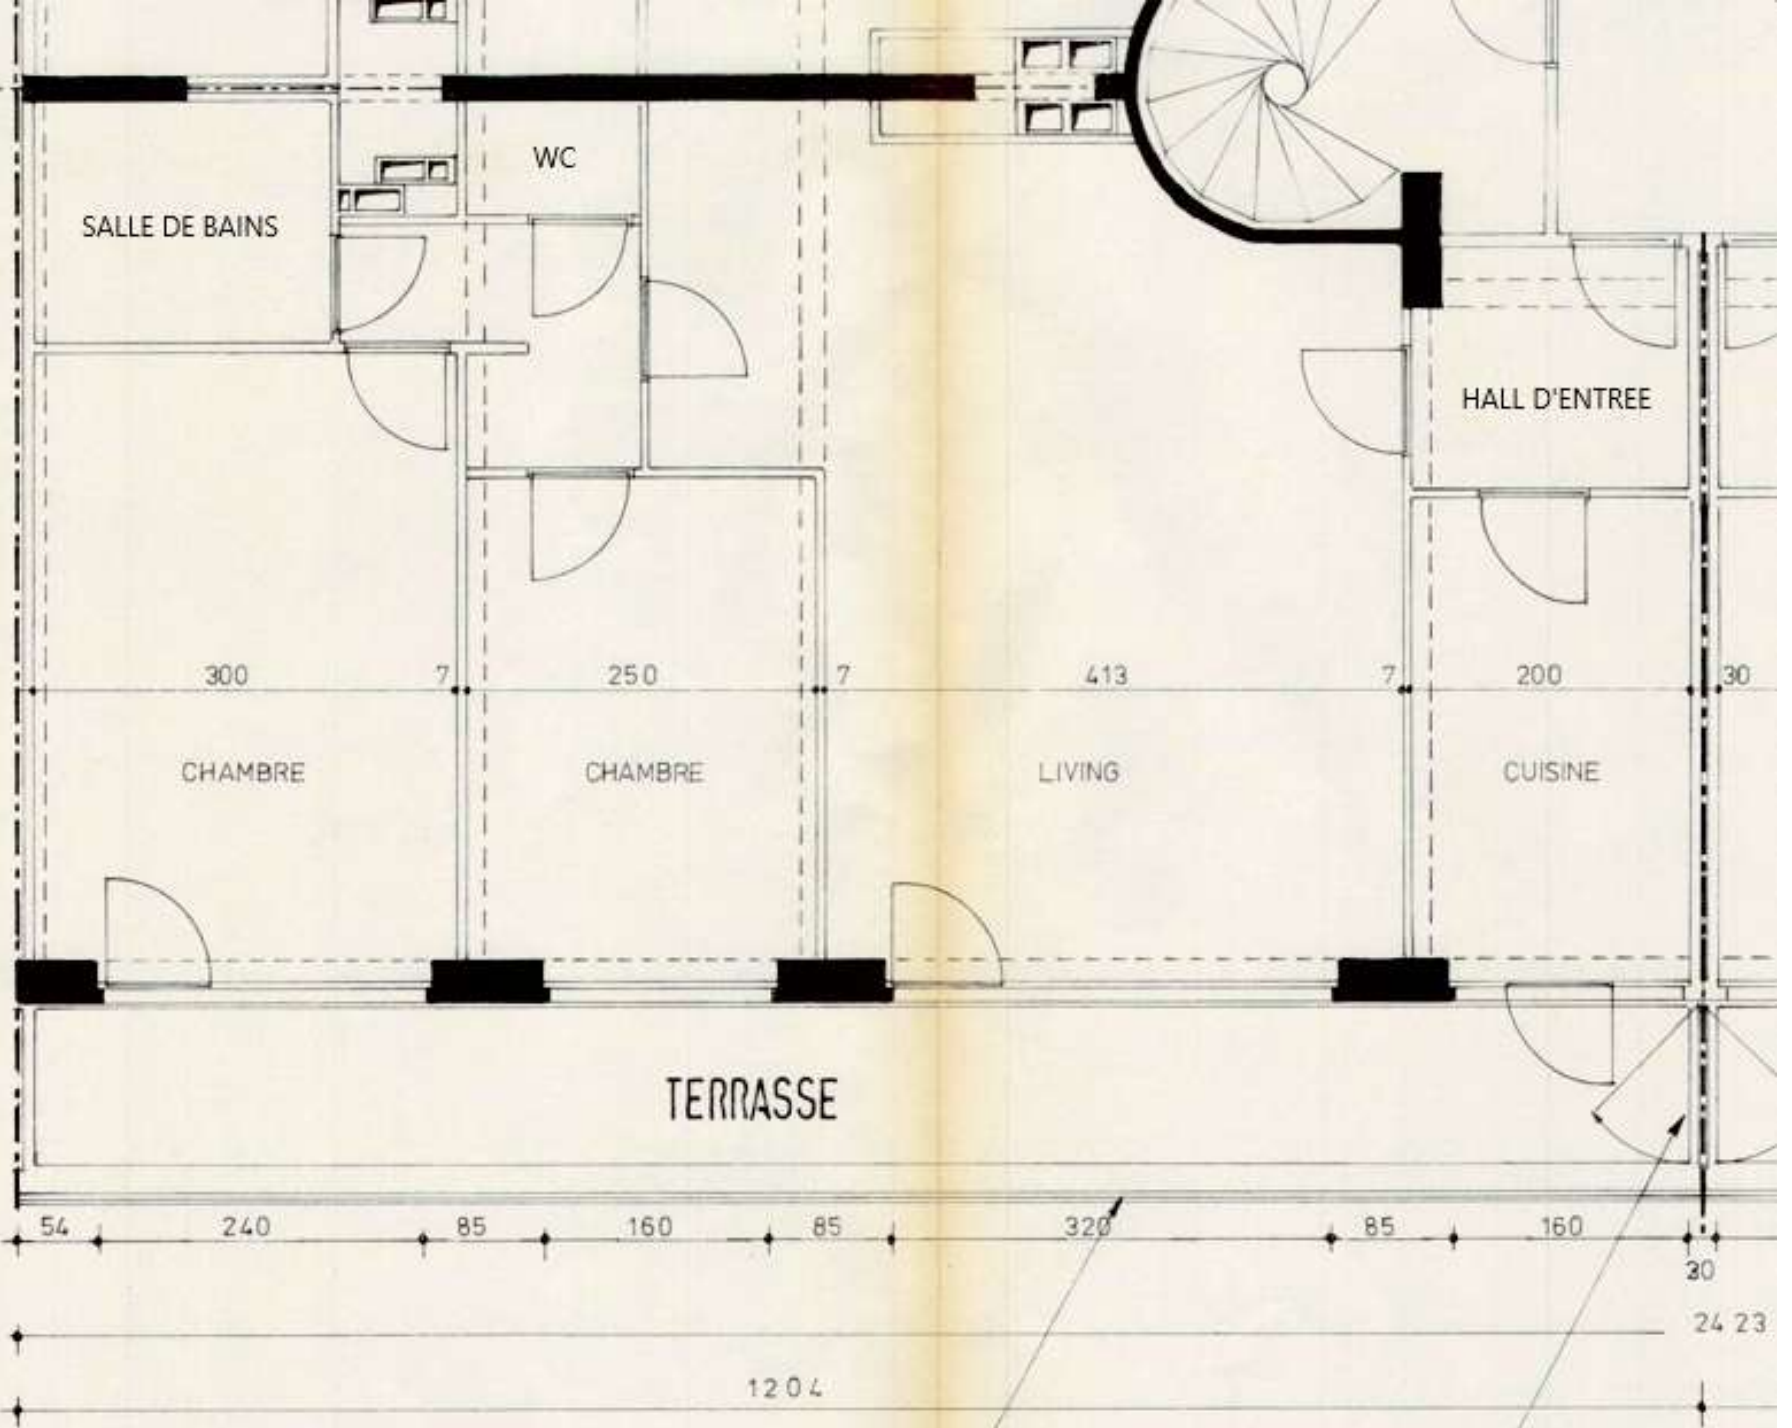 WC
SALLE DE BAINS
HALL D'ENTREE
300 7 250 7 413 7 200 30
CHAMBRE CHAMBRE LIVING CUISINE
TERRASSE
54 240 85 160 85 320 85 160
30
24 23
1204